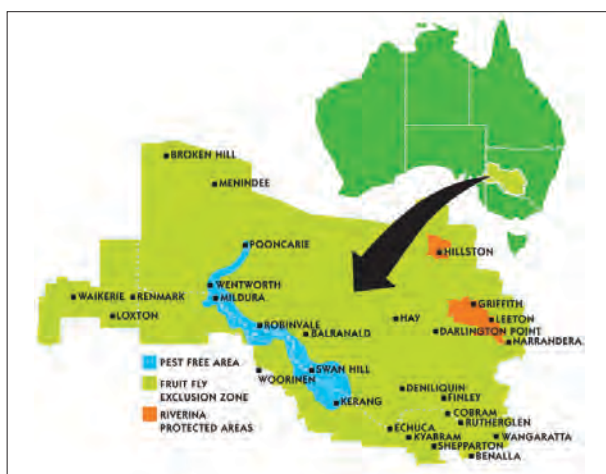 BROKEN HILL
MENINDEE
POONCARIE
HILLSTON
WENTWORTH
WAIKERIE
RENMARK
MILDURA
GRIFFITH
LOXTON
HAY
LEETON
ROBINVALE
BALRANALD
DARLINGTON POINT
NARRANDERA
PEST FREE AREA
WOORINEN
SWAN HILL
FRUIT FLY
EXCLUSION ZONE
DENILIQUIN
FINLEY
RIVERINA
PROTECTED AREAS
KERANG
COBRAM
RUTHERGLEN
ECHUCA
KYABRAM
WANGARATTA
SHEPPARTON
BENALLA